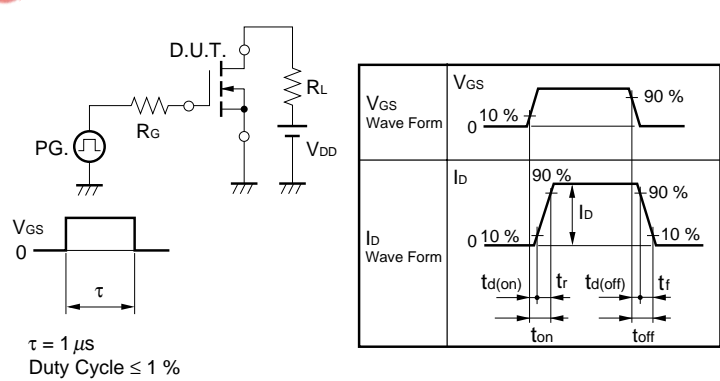 D.U.T.
RL
RG
PG.
VDD
VGS
0
τ
τ = 1 μs
Duty Cycle ≤ 1 %
VGS
Wave Form
VGS
10 %
0
90 %
ID
Wave Form
ID
90 %
90 %
ID
0 10 %
10 %
td(on)
tr
td(off)
tf
ton
toff